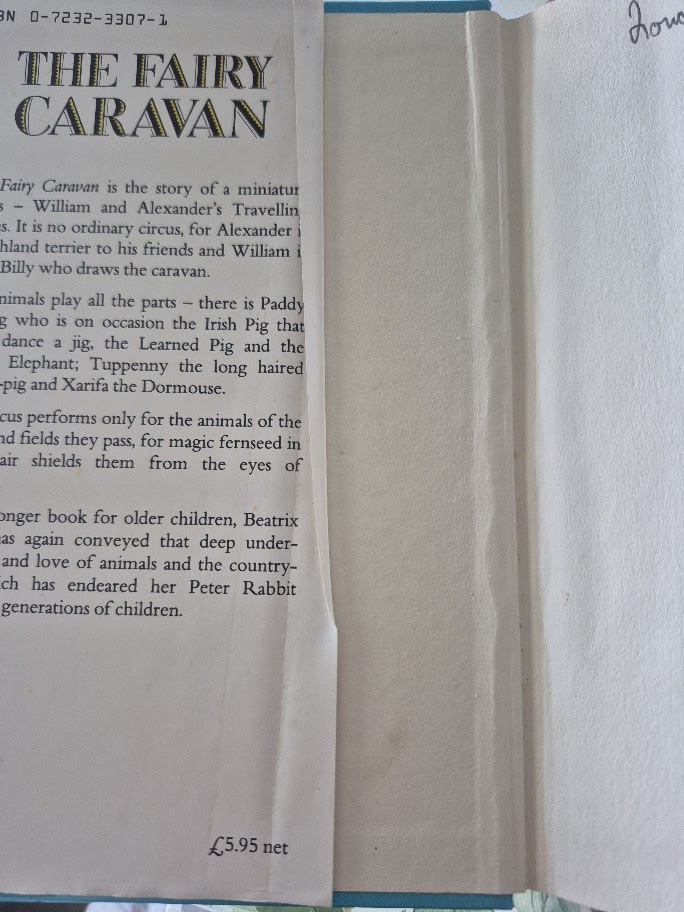 BN 0-7232-3307-1
THE FAIRY
CARAVAN
Fairy Caravan is the story of a miniatur
s – William and Alexander's Travellin
s. It is no ordinary circus, for Alexander i
hland terrier to his friends and William i
Billy who draws the caravan.
nimals play all the parts – there is Paddy
g who is on occasion the Irish Pig that
dance a jig, the Learned Pig and the
Elephant; Tuppenny the long haired
-pig and Xarifa the Dormouse.
cus performs only for the animals of the
nd fields they pass, for magic fernseed in
air shields them from the eyes of
onger book for older children, Beatrix
as again conveyed that deep under-
and love of animals and the country-
ich has endeared her Peter Rabbit
generations of children.
£5.95 net